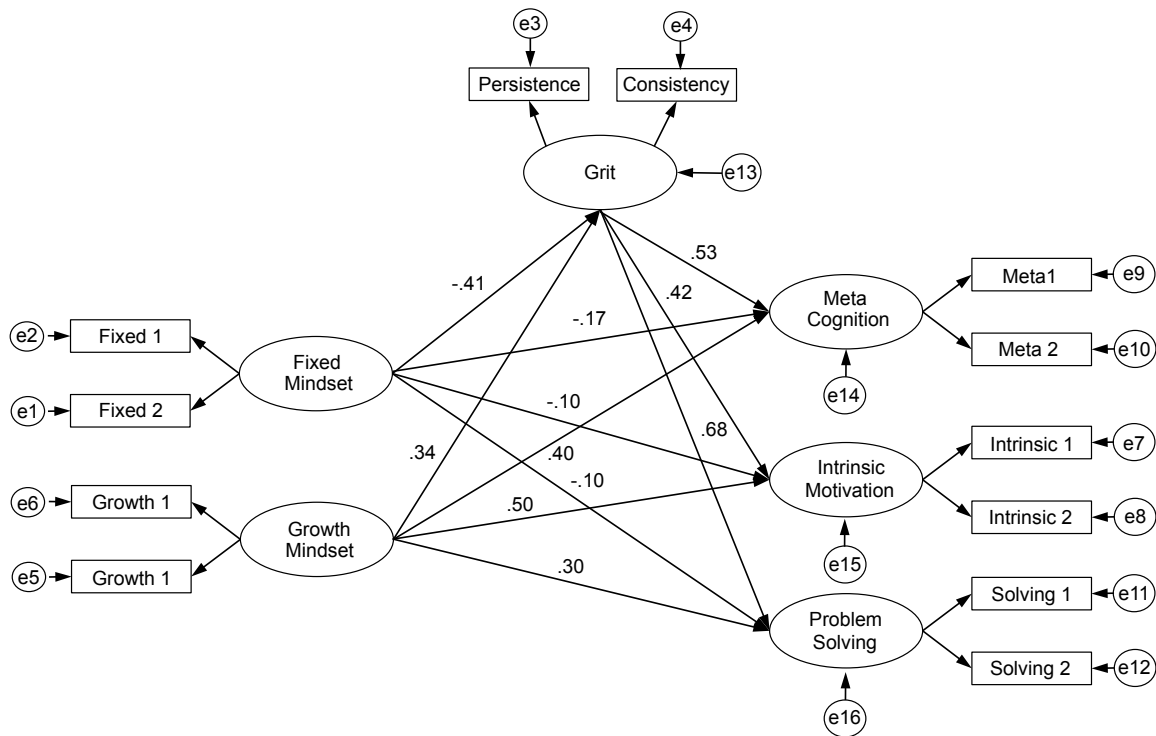 e3
e4
Persistence
Consistency
Grit
e13
.53
-.41
.42
Meta1
e9
Meta
Cognition
-.17
e2
Fixed 1
Meta 2
e10
Fixed
Mindset
e14
e1
Fixed 2
-.10
.68
Intrinsic 1
e7
.34
.40
Intrinsic
Motivation
-.10
e6
Growth 1
.50
Intrinsic 2
e8
Growth
Mindset
e15
e5
Growth 1
.30
Solving 1
e11
Problem
Solving
Solving 2
e12
e16